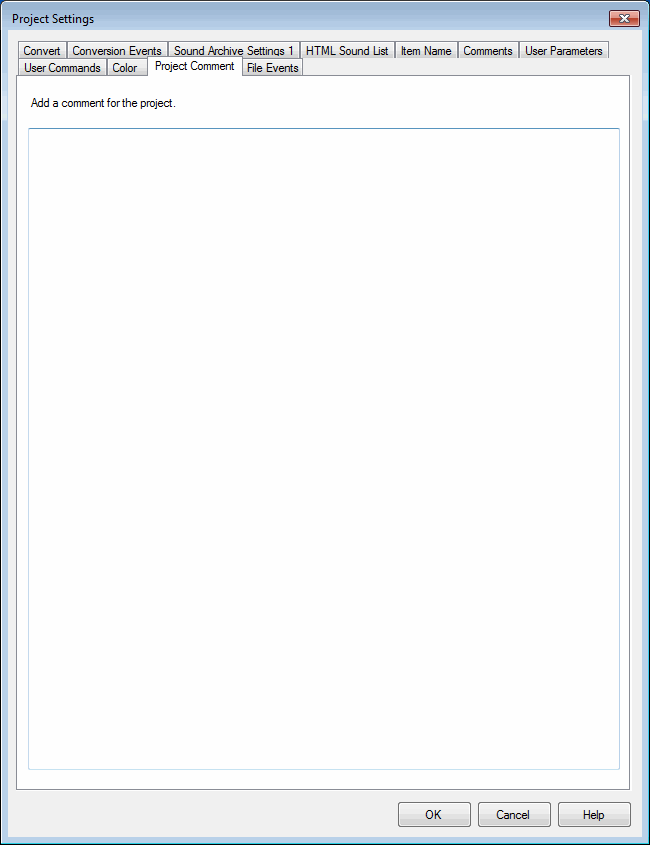 Project Settings
Convert Conversion Events Sound Archive Settings 1 HTML Sound List Item Name Comments User Parameters
User Commands Color Project Comment File Events
Add a comment for the project.
OK Cancel Help